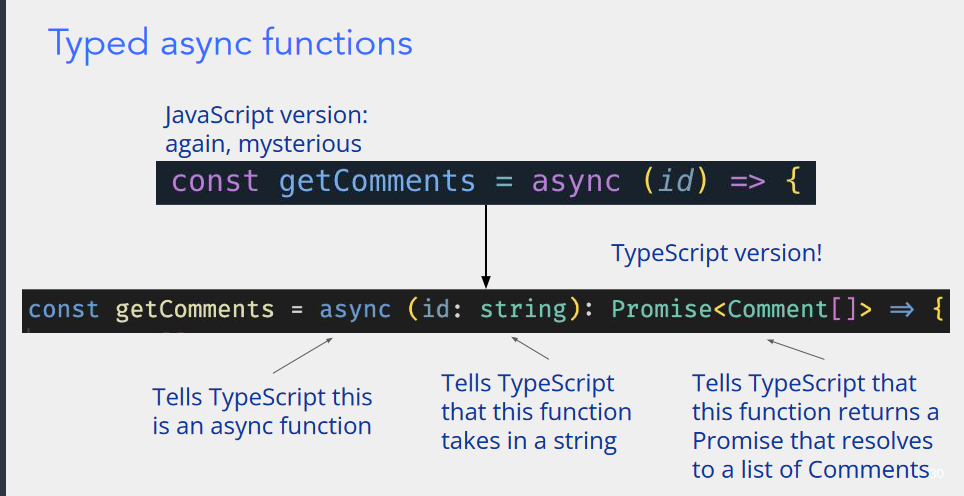 Typed async functions
JavaScript version:
again, mysterious
const getComments = async (id) => {
TypeScript version!
const getComments = async (id: string): Promise<Comment[]> => {
Tells TypeScript this
is an async function
Tells TypeScript
that this function
takes in a string
Tells TypeScript that
this function returns a
Promise that resolves
to a list of Comments